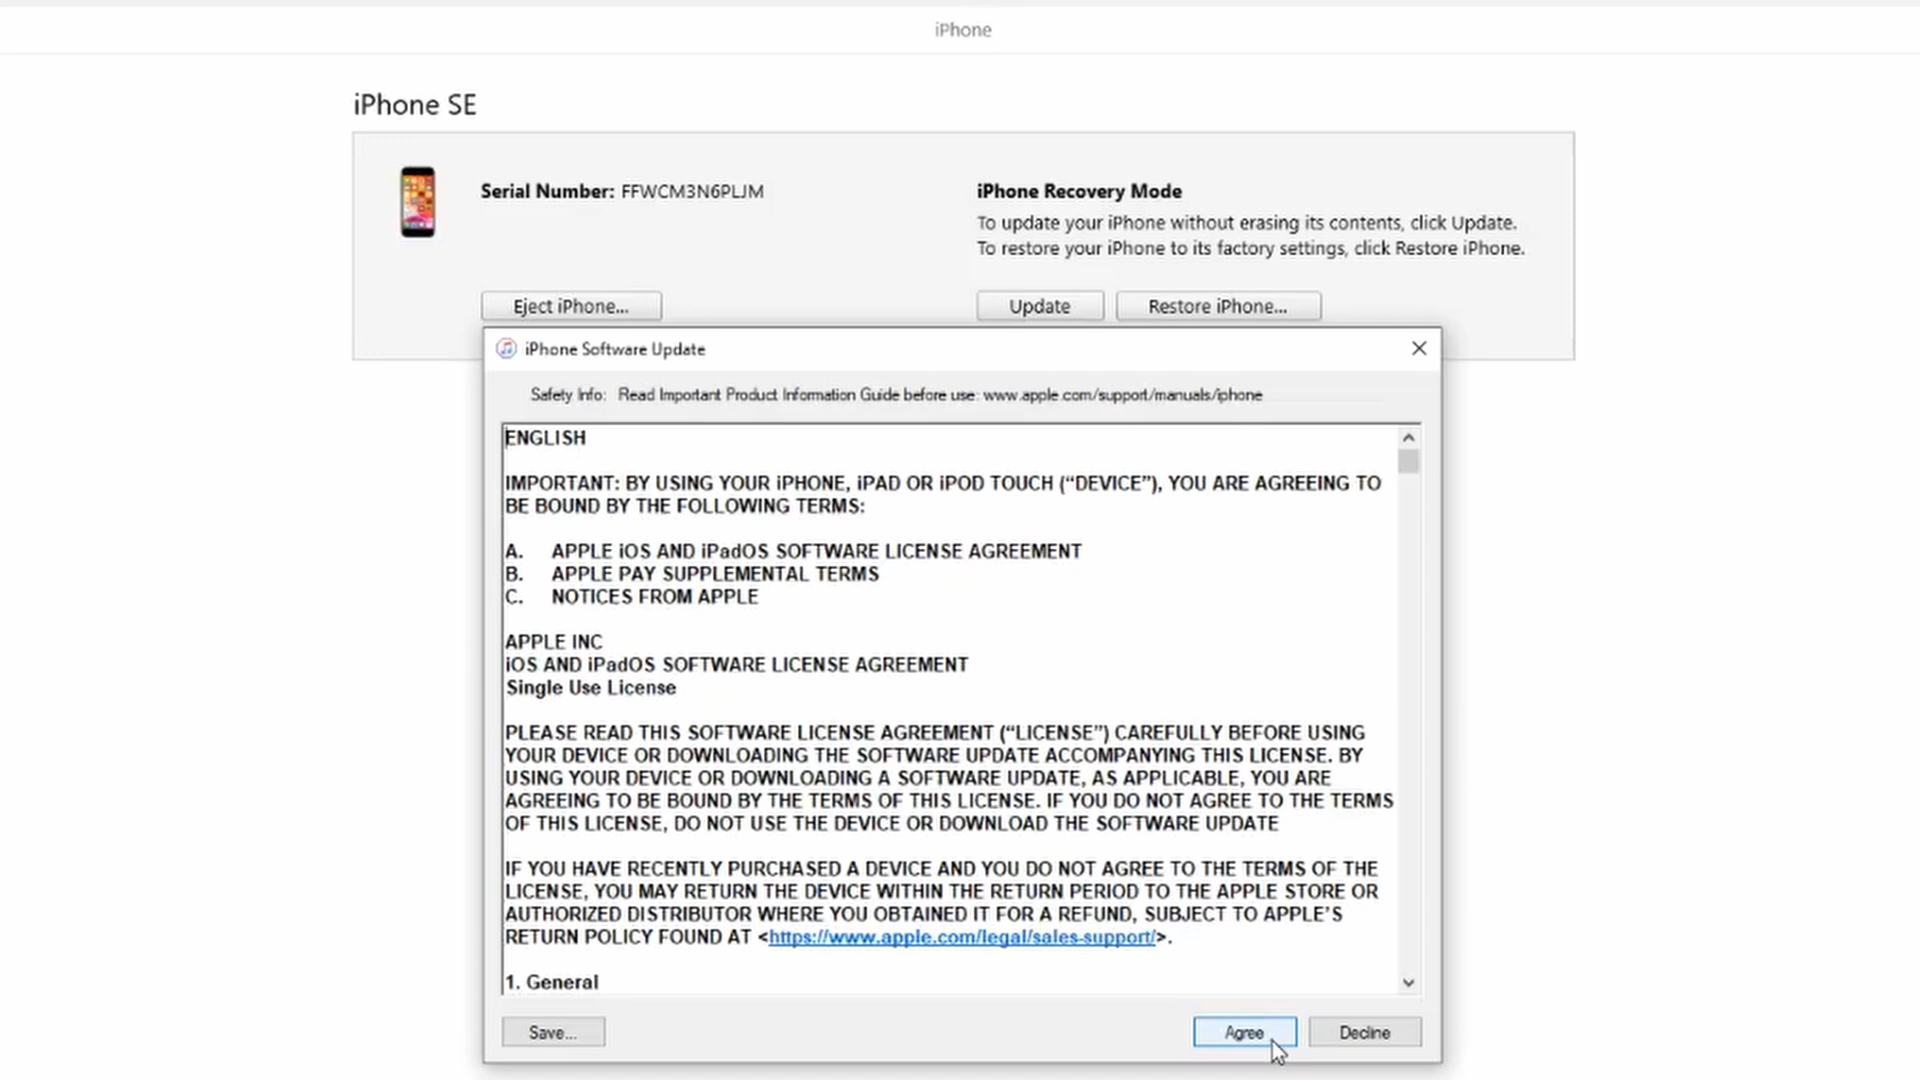 iPhone
iPhone SE
Serial Number: FFWCM3N6PLJM
iPhone Recovery Mode
To update your iPhone without erasing its contents, click Update.
To restore your iPhone to its factory settings, click Restore iPhone.
Eject iPhone...
Update
Restore iPhone...
iPhone Software Update
Safety Info: Read Important Product Information Guide before use: www.apple.com/support/manuals/iphone
ENGLISH
IMPORTANT: BY USING YOUR iPHONE, iPAD OR iPOD TOUCH (“DEVICE”), YOU ARE AGREEING TO
BE BOUND BY THE FOLLOWING TERMS:
A. APPLE iOS AND iPadOS SOFTWARE LICENSE AGREEMENT
B. APPLE PAY SUPPLEMENTAL TERMS
C. NOTICES FROM APPLE
APPLE INC
iOS AND iPadOS SOFTWARE LICENSE AGREEMENT
Single Use License
PLEASE READ THIS SOFTWARE LICENSE AGREEMENT (“LICENSE”) CAREFULLY BEFORE USING
YOUR DEVICE OR DOWNLOADING THE SOFTWARE UPDATE ACCOMPANYING THIS LICENSE. BY
USING YOUR DEVICE OR DOWNLOADING A SOFTWARE UPDATE, AS APPLICABLE, YOU ARE
AGREEING TO BE BOUND BY THE TERMS OF THIS LICENSE. IF YOU DO NOT AGREE TO THE TERMS
OF THIS LICENSE, DO NOT USE THE DEVICE OR DOWNLOAD THE SOFTWARE UPDATE
IF YOU HAVE RECENTLY PURCHASED A DEVICE AND YOU DO NOT AGREE TO THE TERMS OF THE
LICENSE, YOU MAY RETURN THE DEVICE WITHIN THE RETURN PERIOD TO THE APPLE STORE OR
AUTHORIZED DISTRIBUTOR WHERE YOU OBTAINED IT FOR A REFUND, SUBJECT TO APPLE’S
RETURN POLICY FOUND AT <https://www.apple.com/legal/sales-support/>.
1. General
Save...
Agree
Decline